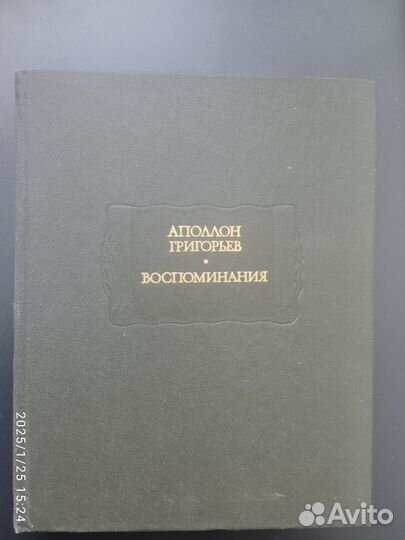 АПОЛЛОН
ГРИГОРЬЕВ
•
ВОСПОМИНАНИЯ
2025/1/25 15:24
Avito